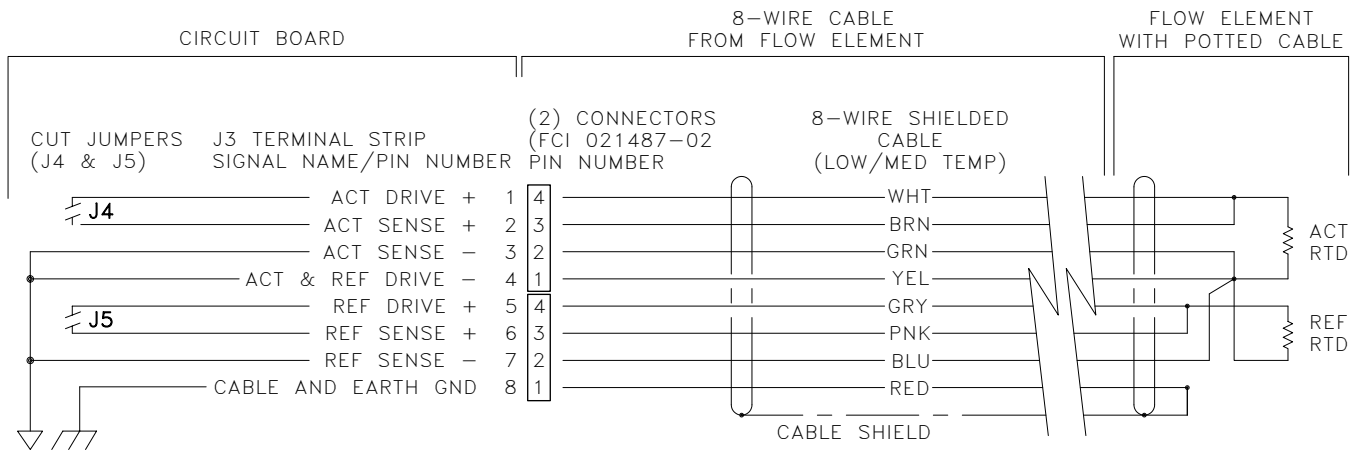 CIRCUIT BOARD
8-WIRE CABLE
FROM FLOW ELEMENT
FLOW ELEMENT
WITH POTTED CABLE
CUT JUMPERS
(J4 & J5)
J3 TERMINAL STRIP
SIGNAL NAME/PIN NUMBER
(2) CONNECTORS
(FCI 021487-02
PIN NUMBER
8-WIRE SHIELDED
CABLE
(LOW/MED TEMP)
J4
ACT DRIVE + 1 4 WHT
ACT SENSE + 2 3 BRN
ACT SENSE - 3 2 GRN
ACT & REF DRIVE - 4 1 YEL
ACT
RTD
J5
REF DRIVE + 5 4 GRY
REF SENSE + 6 3 PNK
REF SENSE - 7 2 BLU
CABLE AND EARTH GND 8 1 RED
REF
RTD
CABLE SHIELD